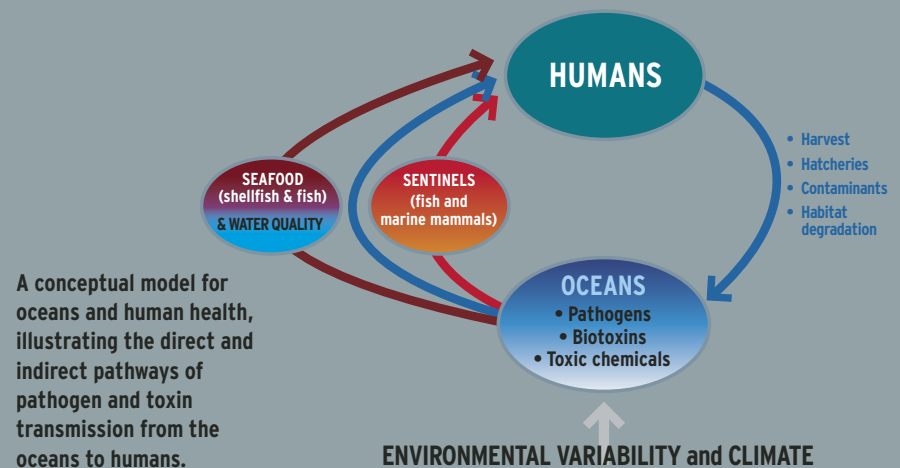 HUMANS
• Harvest
• Hatcheries
• Contaminants
• Habitat
degradation
SEAFOOD
(shellfish & fish)
& WATER QUALITY
SENTINELS
(fish and
marine mammals)
OCEANS
• Pathogens
• Biotoxins
• Toxic chemicals
A conceptual model for
oceans and human health,
illustrating the direct and
indirect pathways of
pathogen and toxin
transmission from the
oceans to humans.
ENVIRONMENTAL VARIABILITY and CLIMATE